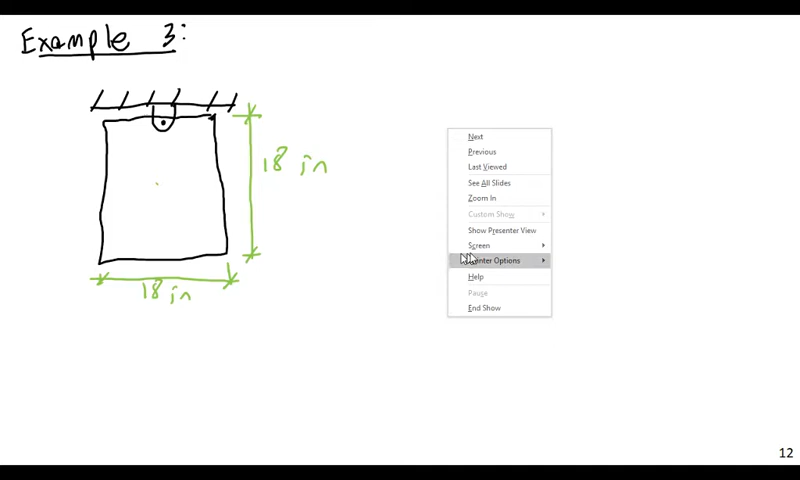 Example 3:
18 in
18 in
Next
Previous
Last Viewed
See All Slides
Zoom In
Custom Show
Show Presenter View
Screen
Options
Help
Pause
End Show
12